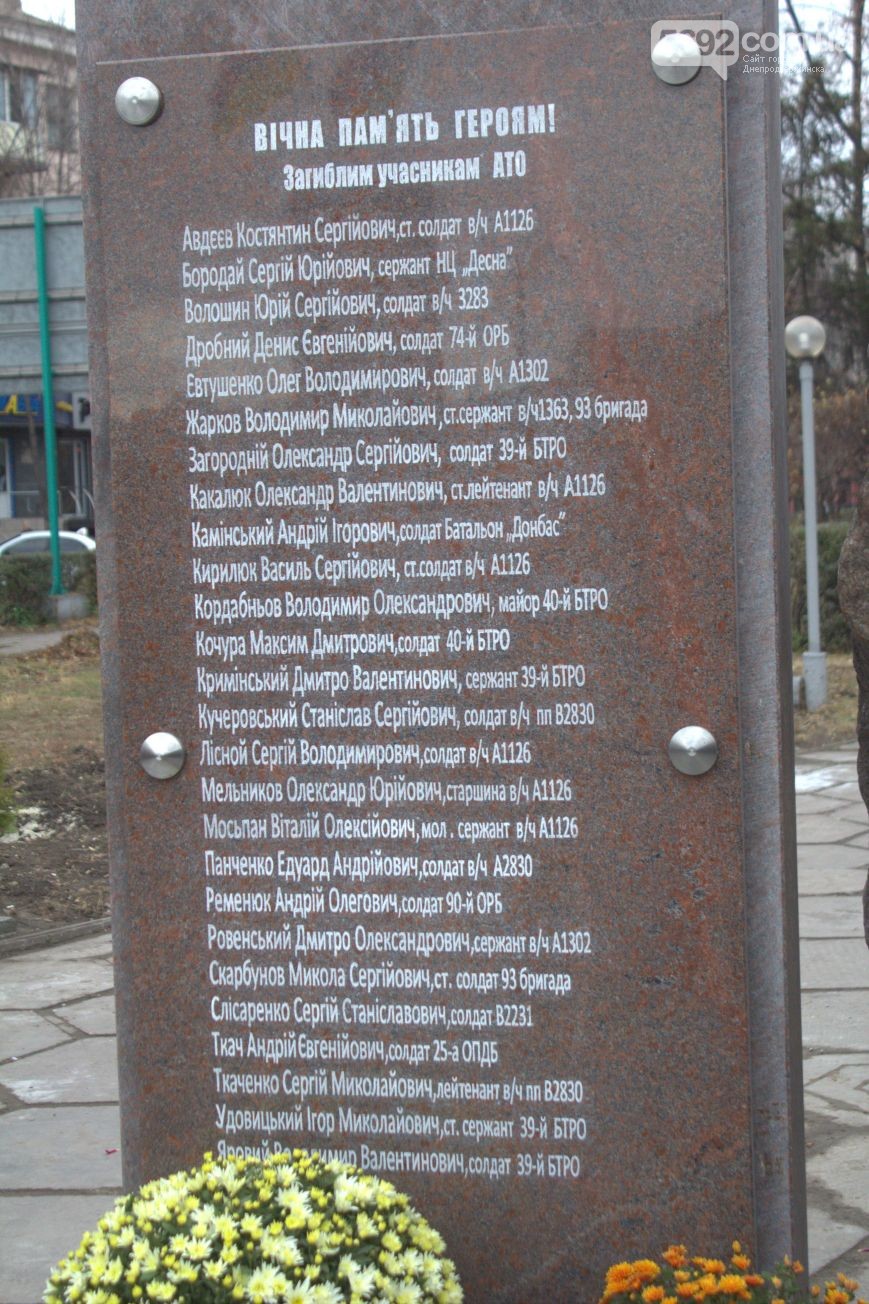 ВІЧНА ПАМ'ЯТЬ ГЕРОЯМ!
Загиблим учасникам АТО
Авдєєв Костянтин Сергійович,ст. солдат в/ч А1126
Бородай Сергій Юрійович, сержант НЦ „Десна”
Волошин Юрій Сергійович,солдат в/ч 3283
Дробний Денис Євгенійович, солдат 74-й ОРБ
Евтушенко Олег Володимирович, солдат в/ч А1302
Жарков Володимир Миколайович,ст.сержант в/ч1363, 93 бригада
Загородній Олександр Сергійович, солдат 39-й БТРО
Какалюк Олександр Валентинович, ст.лейтенант в/ч А1126
Камінський Андрій Ігорович,солдат Батальон „Донбас”
Кирилюк Василь Сергійович, ст.солдат в/ч А1126
Кордабньов Володимир Олександрович, майор 40-й БТРО
Кочура Максим Дмитрович,солдат 40-й БТРО
Кримінський Дмитро Валентинович, сержант 39-й БТРО
Кучеровський Станіслав Сергійович, солдат в/ч пп В2830
Лісной Сергій Володимирович,солдат в/ч А1126
Мельников Олександр Юрійович,старшина в/ч А1126
Мосьпан Віталій Олексійович, мол . сержант в/ч А1126
Панченко Едуард Андрійович,солдат в/ч А2830
Ременюк Андрій Олегович,солдат 90-й ОРБ
Ровенський Дмитро Олександрович,сержант в/ч А1302
Скарбунов Микола Сергійович,ст. солдат 93 бригада
Слісаренко Сергій Станіславович,солдат В2231
Ткач Андрій Євгенійович,солдат 25-а ОПДБ
Ткаченко Сергій Миколайович,лейтенант в/ч пп В2830
Удовицький Ігор Миколайович,ст. сержант 39-й БТРО
Яровий Володимир Валентинович,солдат 39-й БТРО